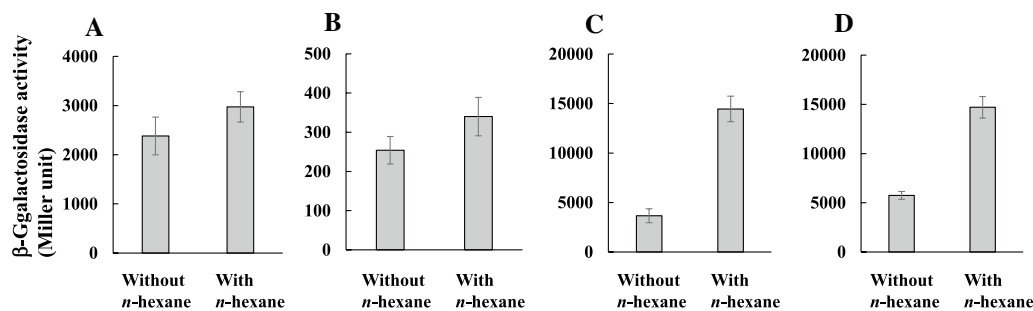 A
B
C
D
β-Ggalactosidase activity
(Miller unit)
4000
3000
2000
1000
0
Without
n-hexane
With
n-hexane
500
400
300
200
100
0
Without
n-hexane
With
n-hexane
20000
15000
10000
5000
0
Without
n-hexane
With
n-hexane
20000
15000
10000
5000
0
Without
n-hexane
With
n-hexane